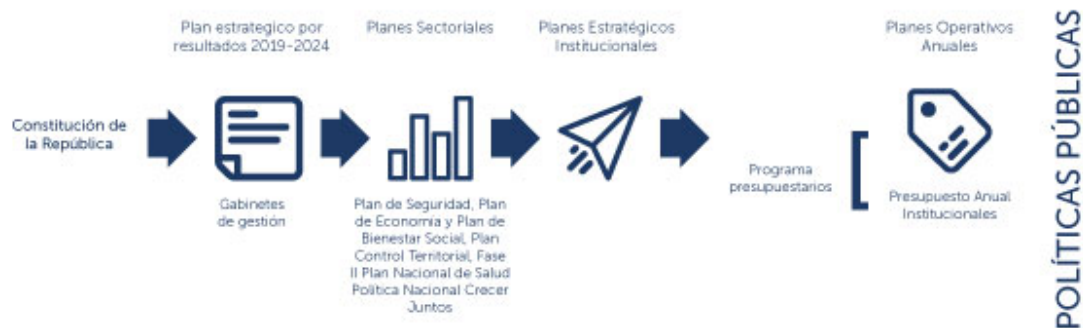 Plan estrategico por
resultados 2019-2024
Planes Sectoriales
Planes Estratégicos
Institucionales
Planes Operativos
Anuales
Constitución de
la República
Gabinetes
de gestión
Plan de Seguridad, Plan
de Economía y Plan de
Bienestar Social, Plan
Control Territorial, Fase
II Plan Nacional de Salud
Política Nacional Crecer
Juntos
Programa
presupuestarios
Presupuesto Anual
Institucionales
POLÍTICAS PÚBLICAS